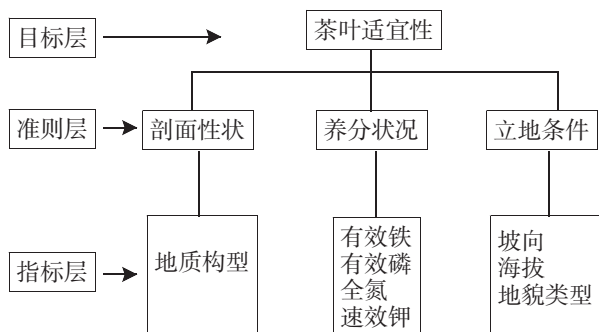 目标层
茶叶适宜性
准则层
剖面性状
养分状况
立地条件
指标层
地质构型
有效铁
有效磷
全氮
速效钾
坡向
海拔
地貌类型